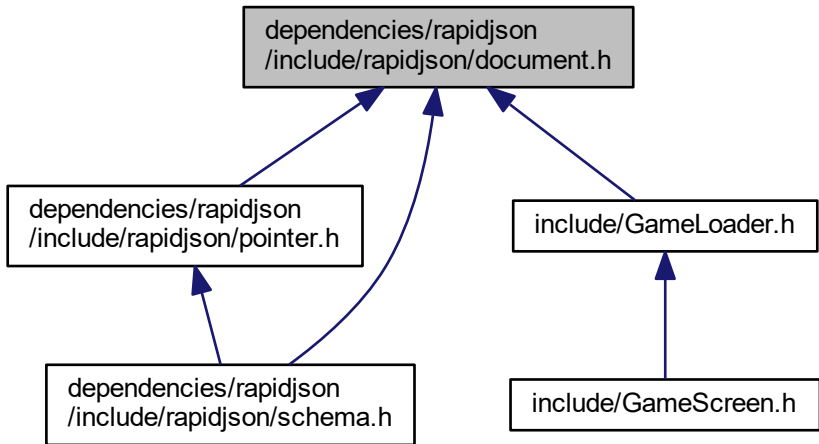 dependencies/rapidjson
/include/rapidjson/document.h
dependencies/rapidjson
/include/rapidjson/pointer.h
include/GameLoader.h
dependencies/rapidjson
/include/rapidjson/schema.h
include/GameScreen.h